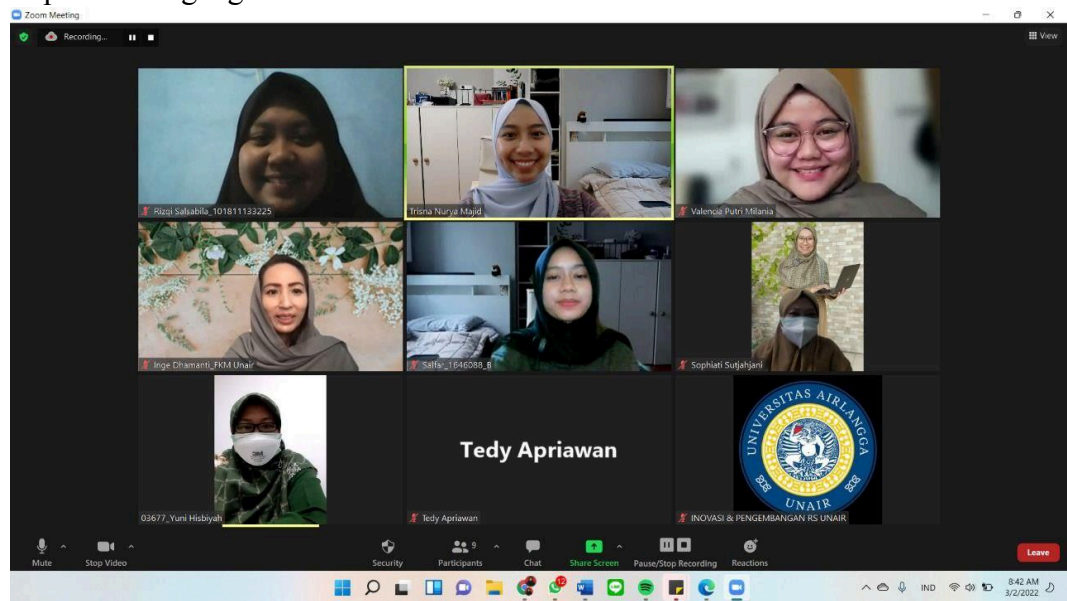 Zoom Meeting
Recording...
View
Rizqi Salsabila_101811133225
Trisna Nurya Majid
Valencia Putri Milania
Inge Dhamanti_FKM Unair
Salfar_1646088_B
Sophiati Sutjahjani
03677_Yuni Hisbiyah
Tedy Apriawan
Tedy Apriawan
UNIVERSITAS AIRLANGGA
UNAIR
INOVASI & PENGEMBANGAN RS UNAIR
Mute
Stop Video
Security
9
Participants
Chat
Share Screen
Pause/Stop Recording
Reactions
Leave
IND
8:42 AM
3/2/2022